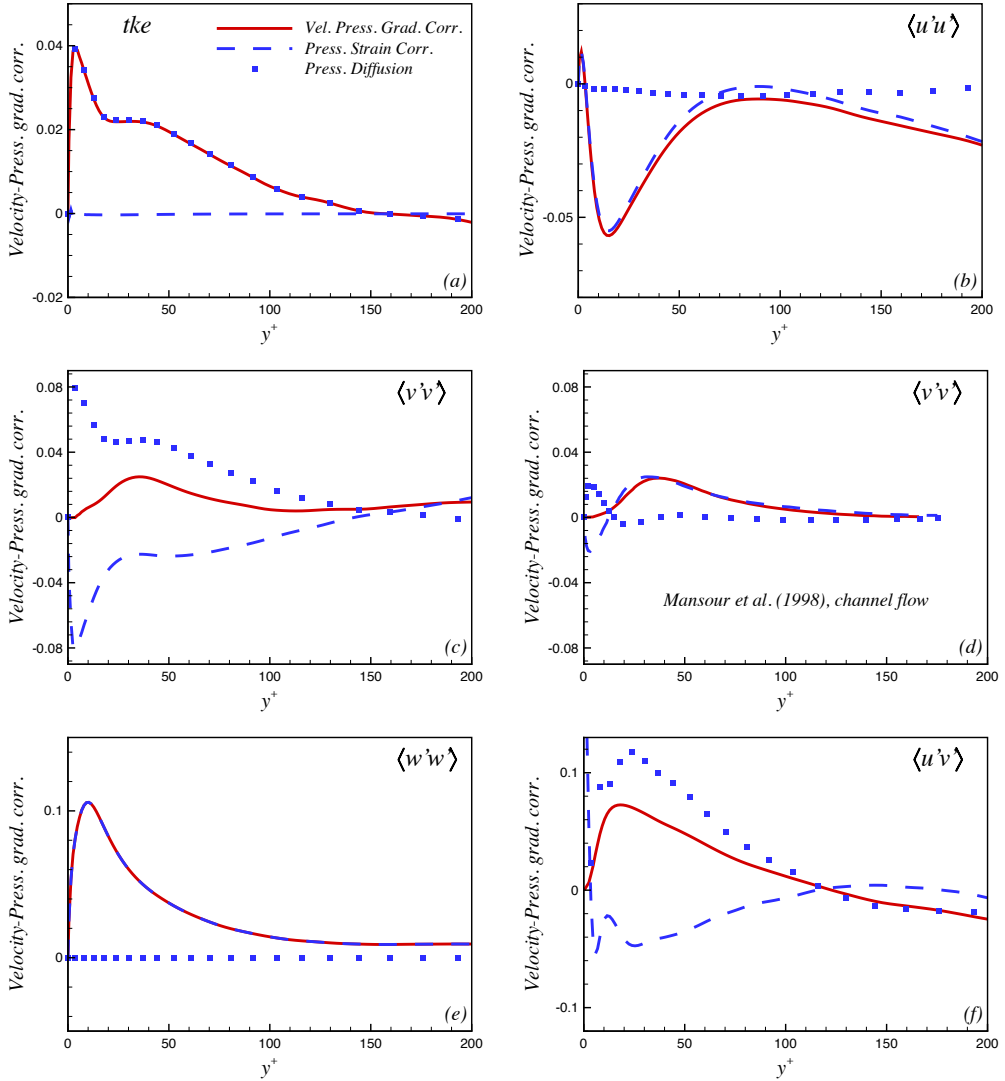 tke
Vel. Press. Grad. Corr.
Press. Strain Corr.
Press. Diffusion
Velocity-Press. grad. corr.
0.04
0.02
0
-0.02
0 50 100 150 200
y+
(a)
⟨u'u'⟩
Velocity-Press. grad. corr.
0
-0.05
0 50 100 150 200
y+
(b)
⟨v'v'⟩
Velocity-Press. grad. corr.
0.08
0.04
0
-0.04
-0.08
0 50 100 150 200
y+
(c)
⟨v'v'⟩
Velocity-Press. grad. corr.
0.08
0.04
0
-0.04
-0.08
Mansour et al. (1998), channel flow
0 50 100 150 200
y+
(d)
⟨w'w'⟩
Velocity-Press. grad. corr.
0.1
0
0 50 100 150 200
y+
(e)
⟨u'v'⟩
Velocity-Press. grad. corr.
0.1
0
-0.1
0 50 100 150 200
y+
(f)